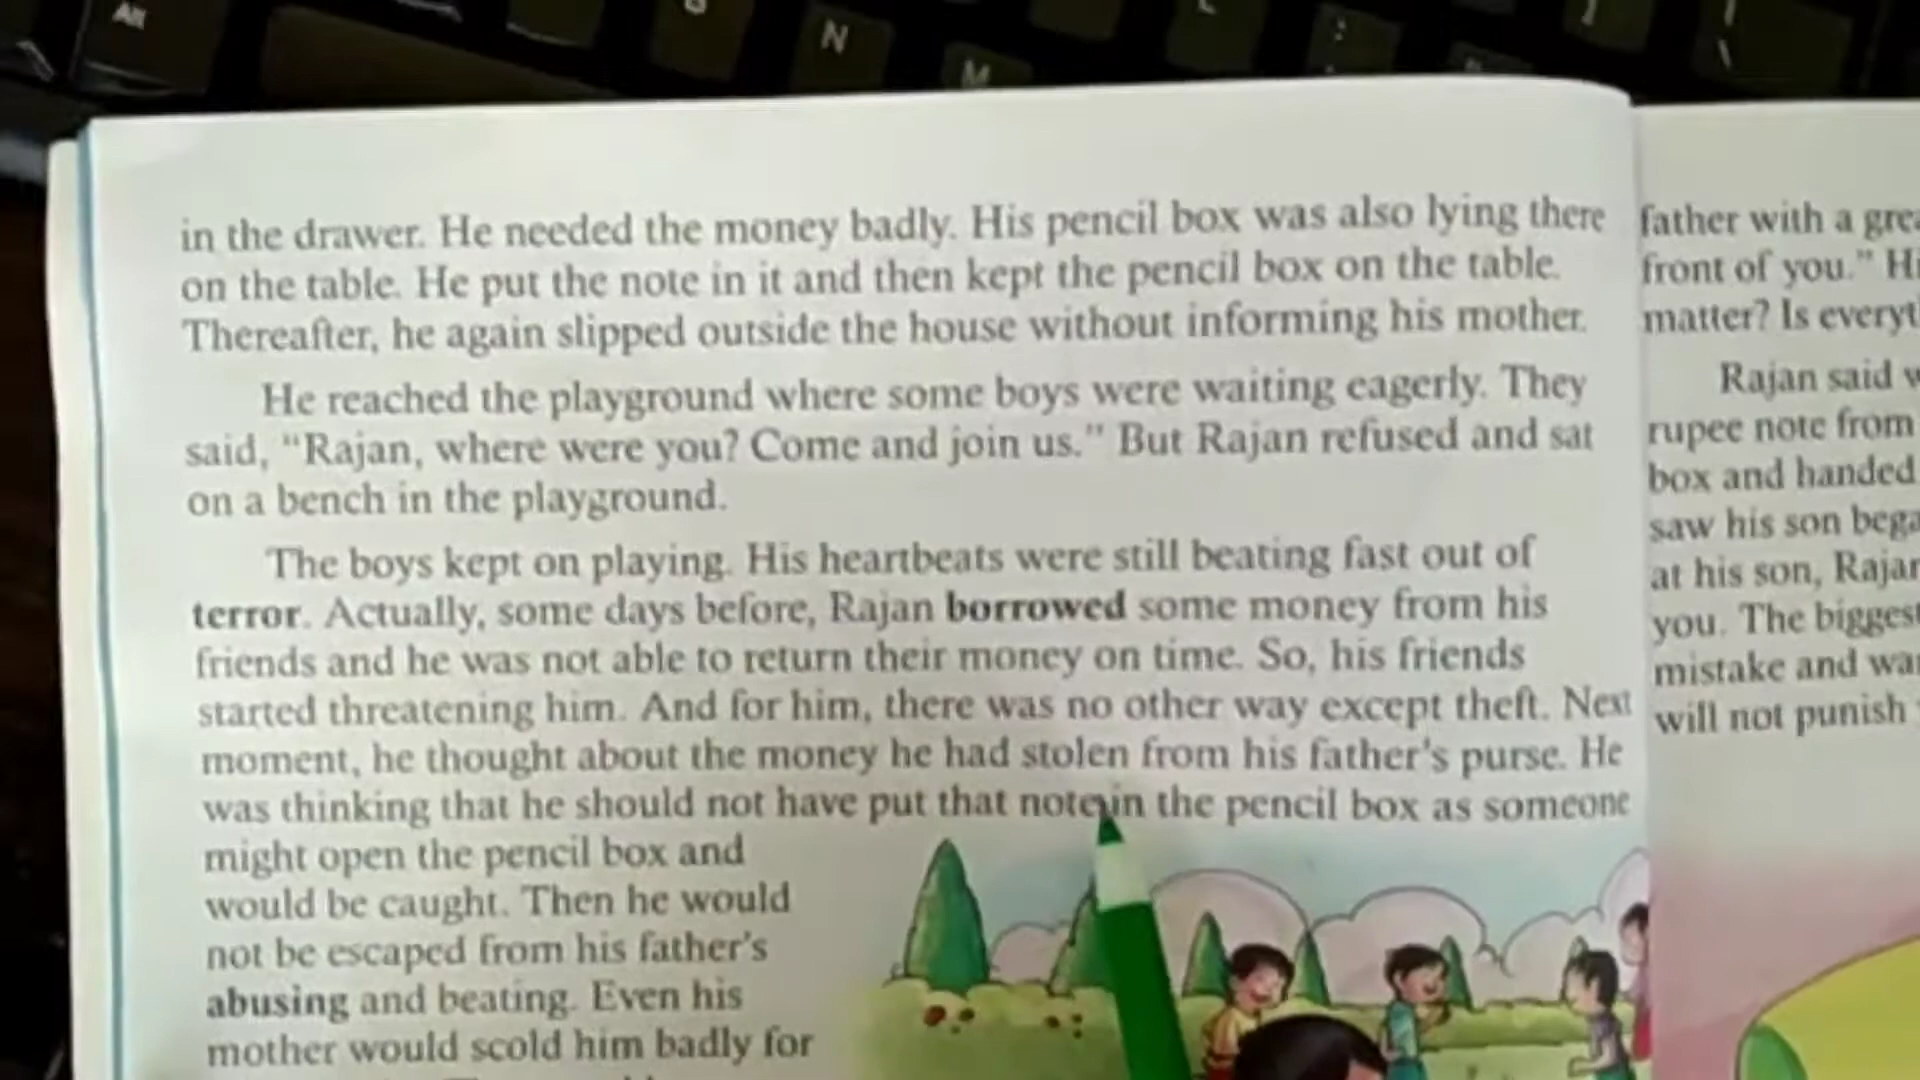 Alt
N
M
in the drawer. He needed the money badly. His pencil box was also lying there
on the table. He put the note in it and then kept the pencil box on the table.
Thereafter, he again slipped outside the house without informing his mother.
He reached the playground where some boys were waiting eagerly. They
said, "Rajan, where were you? Come and join us." But Rajan refused and sat
on a bench in the playground.
The boys kept on playing. His heartbeats were still beating fast out of
terror. Actually, some days before, Rajan borrowed some money from his
friends and he was not able to return their money on time. So, his friends
started threatening him. And for him, there was no other way except theft. Next
moment, he thought about the money he had stolen from his father's purse. He
was thinking that he should not have put that note in the pencil box as someone
might open the pencil box and
would be caught. Then he would
not be escaped from his father's
abusing and beating. Even his
mother would scold him badly for
father with a
front of you."
matter? Is
Rajan said
rupee note from
box and handed
saw his son
at his son,
you. The
mistake and
will not punish